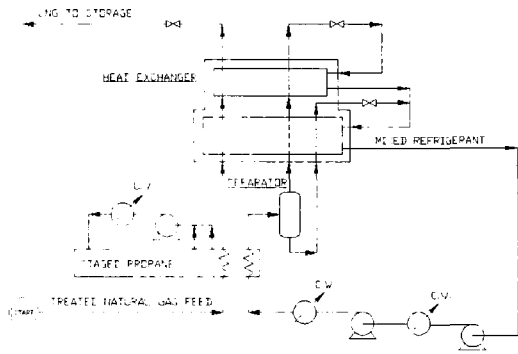 LNG TO STORAGE
HEAT EXCHANGER
MIXED REFRIGERANT
SEPARATOR
C.W.
STAGED PROPANE
TREATED NATURAL GAS FEED
START
C.W.
C.W.